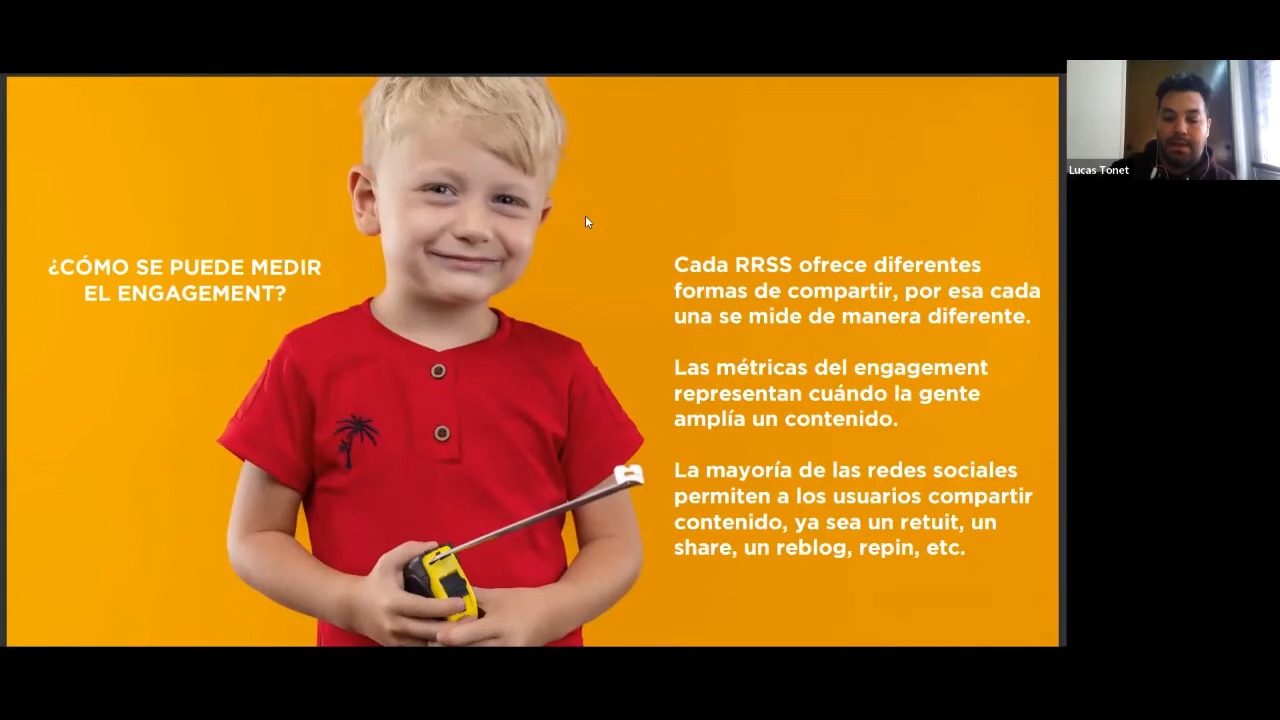 ¿CÓMO SE PUEDE MEDIR
EL ENGAGEMENT?
Cada RRSS ofrece diferentes
formas de compartir, por esa cada
una se mide de manera diferente.
Las métricas del engagement
representan cuándo la gente
amplía un contenido.
La mayoría de las redes sociales
permiten a los usuarios compartir
contenido, ya sea un retuit, un
share, un reblog, repin, etc.
Lucas Tonet